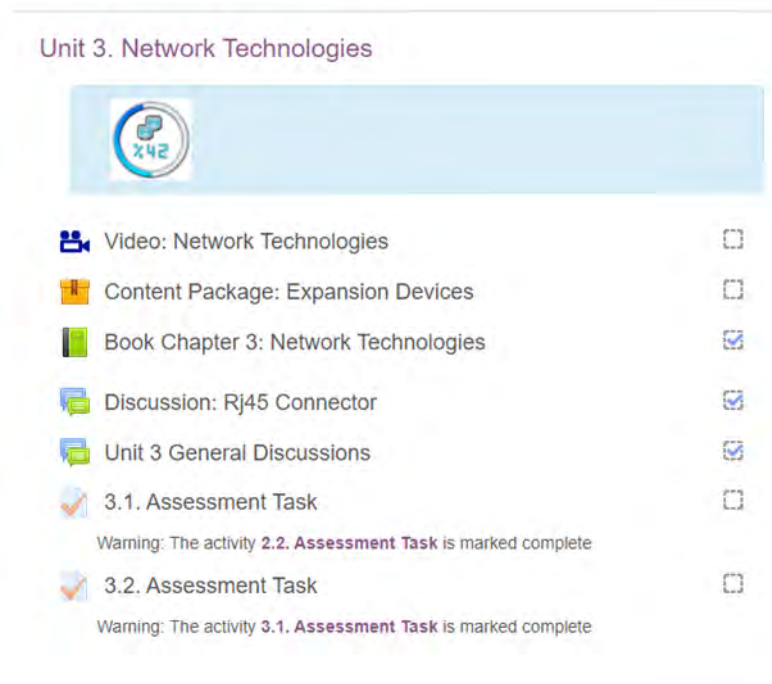 Unit 3. Network Technologies
%42
Video: Network Technologies
Content Package: Expansion Devices
Book Chapter 3: Network Technologies
Discussion: Rj45 Connector
Unit 3 General Discussions
3.1. Assessment Task
Warning: The activity 2.2. Assessment Task is marked complete
3.2. Assessment Task
Warning: The activity 3.1. Assessment Task is marked complete